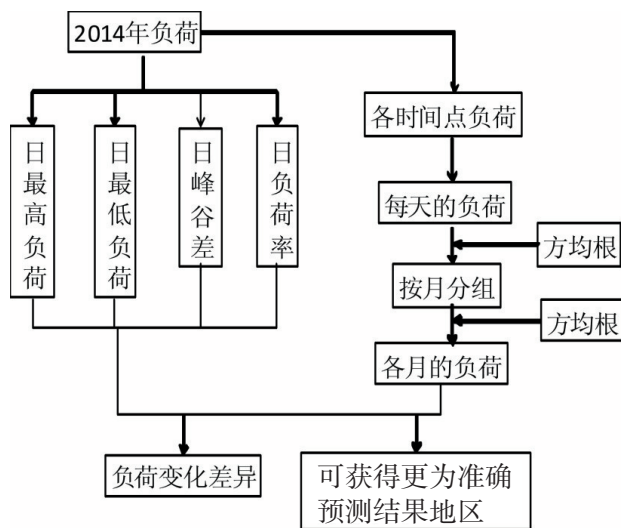 2014年负荷
各时间点负荷
日最高负荷
日最低负荷
日峰谷差
日负荷率
每天的负荷
方均根
按月分组
方均根
各月的负荷
负荷变化差异
可获得更为准确
预测结果地区